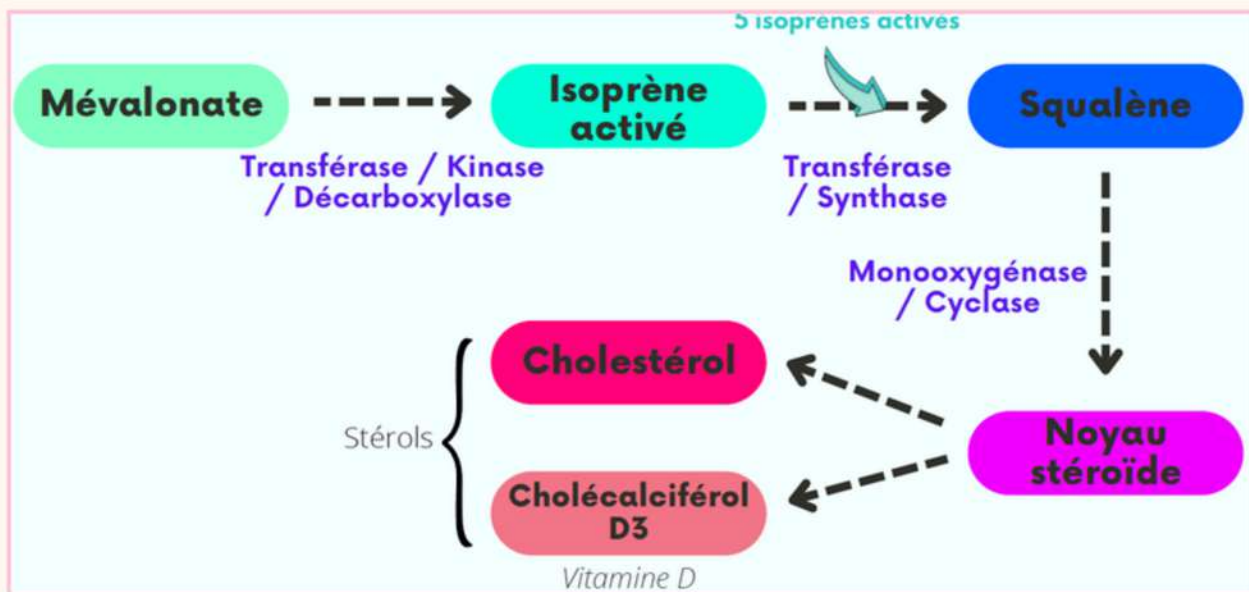 5 isoprènes activés
Mévalonate
Isoprène
activé
Squalène
Transférase / Kinase
/ Décarboxylase
Transférase
/ Synthase
Monooxygénase
/ Cyclase
Cholestérol
Stérols
Noyau
stéroïde
Cholécalciférol
D3
Vitamine D